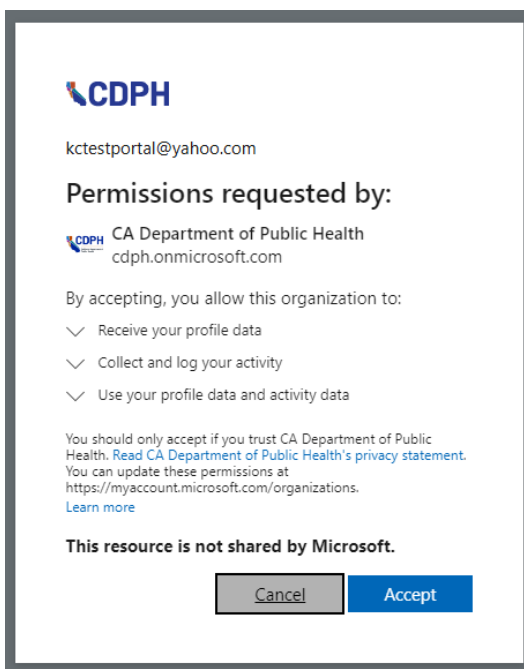 CDPH
kctestportal@yahoo.com
Permissions requested by:
CDPH
CA Department of Public Health
cdph.onmicrosoft.com
By accepting, you allow this organization to:
Receive your profile data
Collect and log your activity
Use your profile data and activity data
You should only accept if you trust CA Department of Public
Health. Read CA Department of Public Health's privacy statement.
You can update these permissions at
https://myaccount.microsoft.com/organizations.
Learn more
This resource is not shared by Microsoft.
Cancel Accept